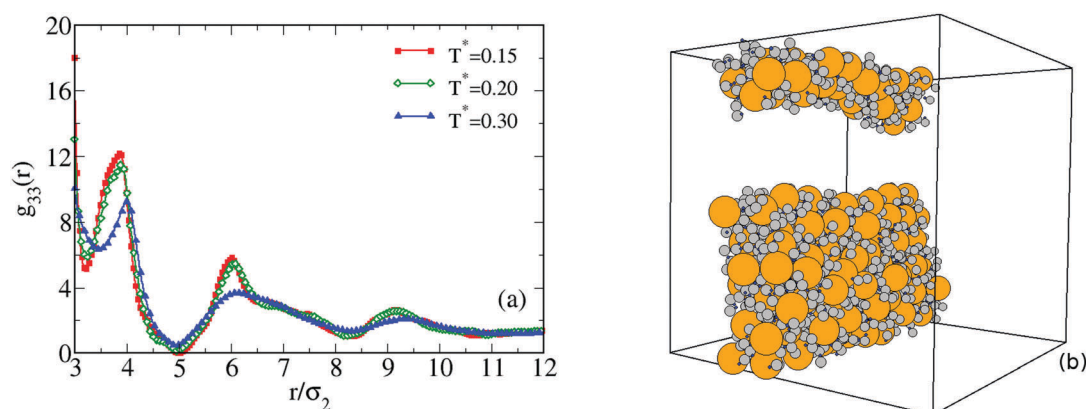 20
16
12
8
4
0
g₃₃(r)
T*=0.15
T*=0.20
T*=0.30
(a)
3 4 5 6 7 8 9 10 11 12
r/σ₂
(b)